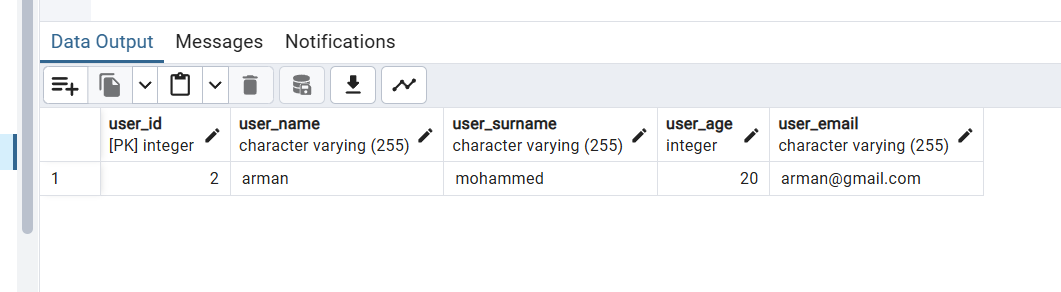 Data Output Messages Notifications
user_id user_name user_surname user_age user_email
[PK] integer character varying (255) character varying (255) integer character varying (255)
1 2 arman mohammed 20 arman@gmail.com